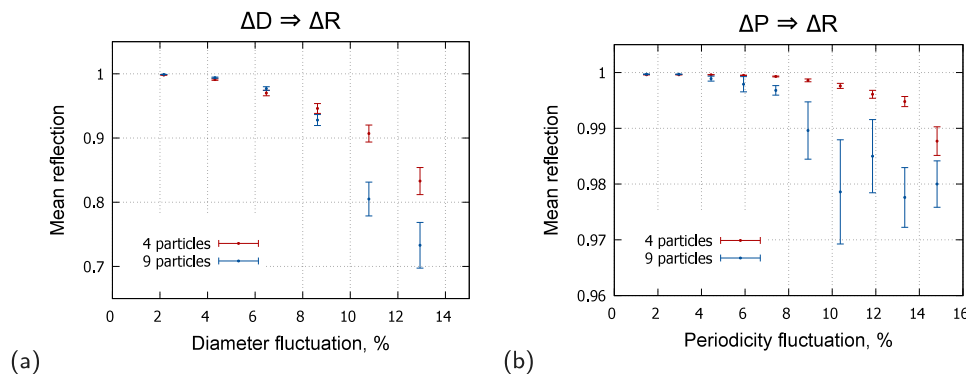 ΔD ⇒ ΔR
Mean reflection
1
0.9
0.8
0.7
4 particles
9 particles
0 2 4 6 8 10 12 14
Diameter fluctuation, %
(a)
ΔP ⇒ ΔR
Mean reflection
1
0.99
0.98
0.97
0.96
4 particles
9 particles
0 2 4 6 8 10 12 14 16
Periodicity fluctuation, %
(b)